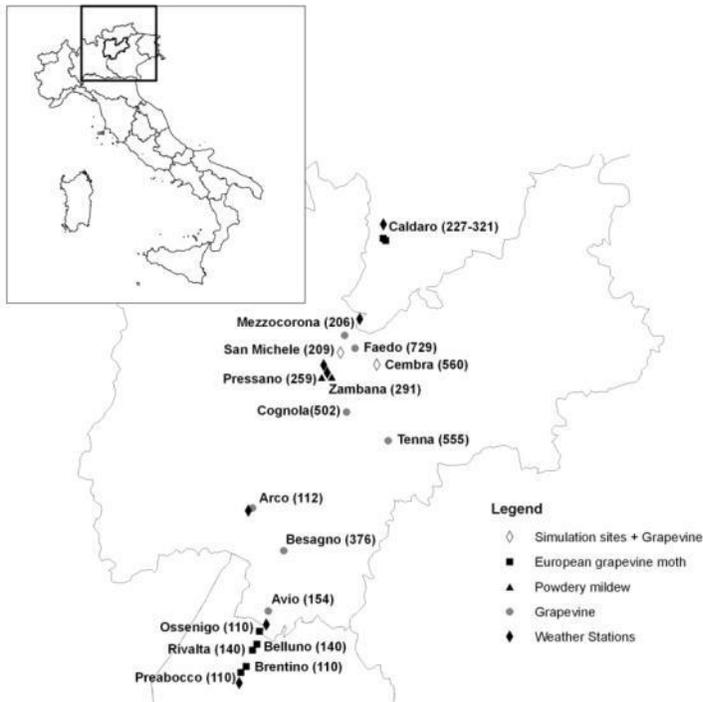 Caldaro (227-321)
Mezzocorona (206)
San Michele (209)
Faedo (729)
Cembra (560)
Pressano (259)
Zambana (291)
Cognola(502)
Tenna (555)
Arco (112)
Besagno (376)
Avio (154)
Ossenigo (110)
Rivalta (140)
Belluno (140)
Brentino (110)
Preabocco (110)
Legend
Simulation sites + Grapevine
European grapevine moth
Powdery mildew
Grapevine
Weather Stations